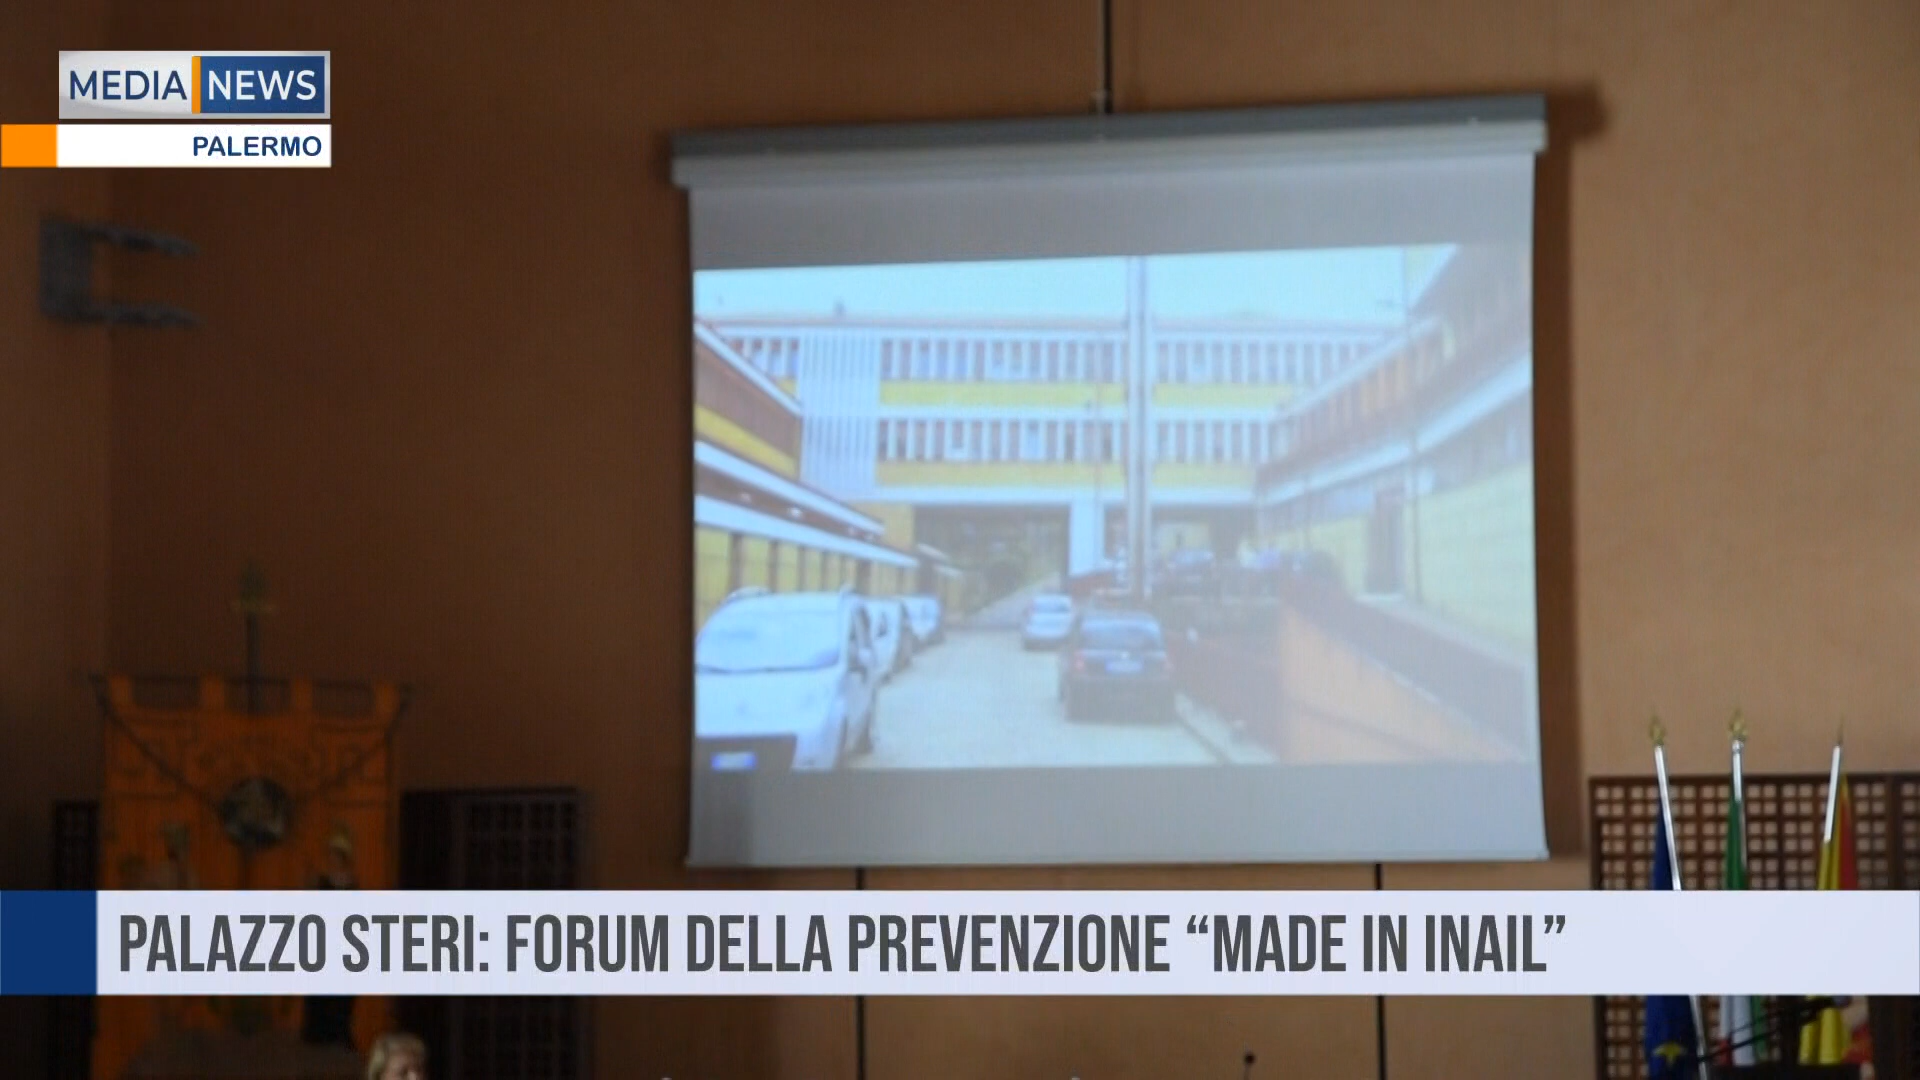 MEDIA NEWS
PALERMO
PALAZZO STERI: FORUM DELLA PREVENZIONE “MADE IN INAIL”